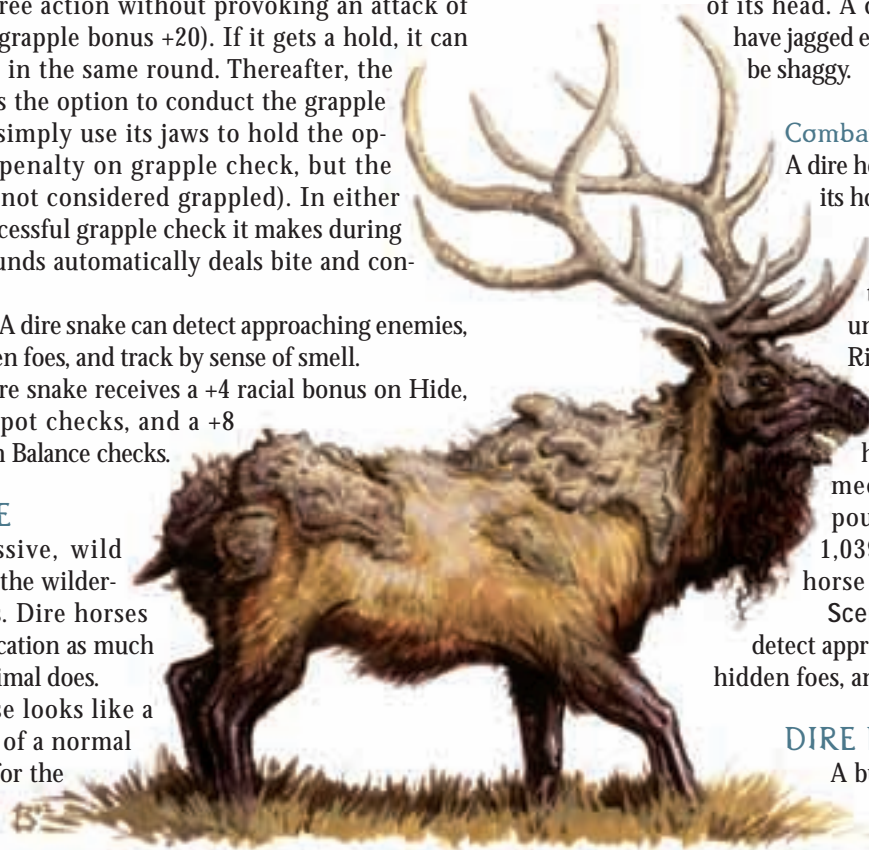 ree action without provoking an attack of
grapple bonus +20). If it gets a hold, it can
in the same round. Thereafter, the
s the option to conduct the grapple
simply use its jaws to hold the op-
penalty on grapple check, but the
not considered grappled). In either
ccessful grapple check it makes during
unds automatically deals bite and con-
A dire snake can detect approaching enemies,
en foes, and track by sense of smell.
re snake receives a +4 racial bonus on Hide,
pot checks, and a +8
n Balance checks.
E
ssive, wild
the wilder-
s. Dire horses
cation as much
imal does.
se looks like a
of a normal
for the
of its head. A d
have jagged e
be shaggy.
Comba
A dire ho
its ho
un
Ri
h
mea
pou
1,039
horse
Sce
detect appr
hidden foes, an
DIRE
A bu